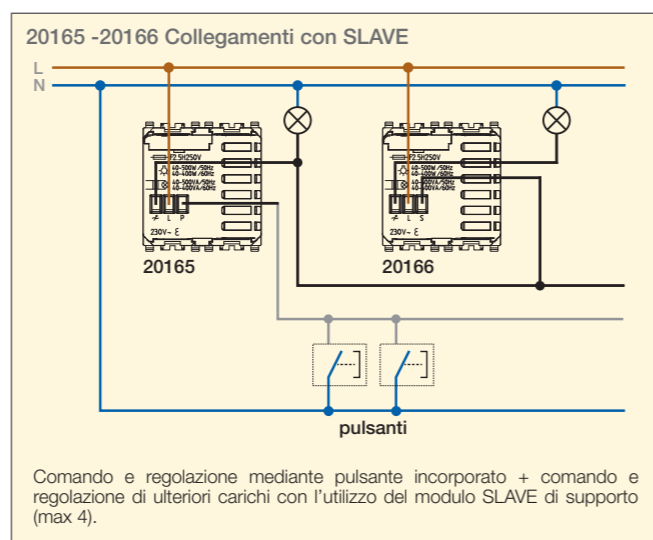 20165 -20166 Collegamenti con SLAVE
L
N
F2.5H250V
40-500W/50Hz
40-400W/60Hz
40-500VA/50Hz
40-400VA/60Hz
L P
230V~
20165
F2.5H250V
40-500W/50Hz
40-400W/60Hz
40-500VA/50Hz
40-400VA/60Hz
L S
230V~
20166
pulsanti
Comando e regolazione mediante pulsante incorporato + comando e
regolazione di ulteriori carichi con l'utilizzo del modulo SLAVE di supporto
(max 4).